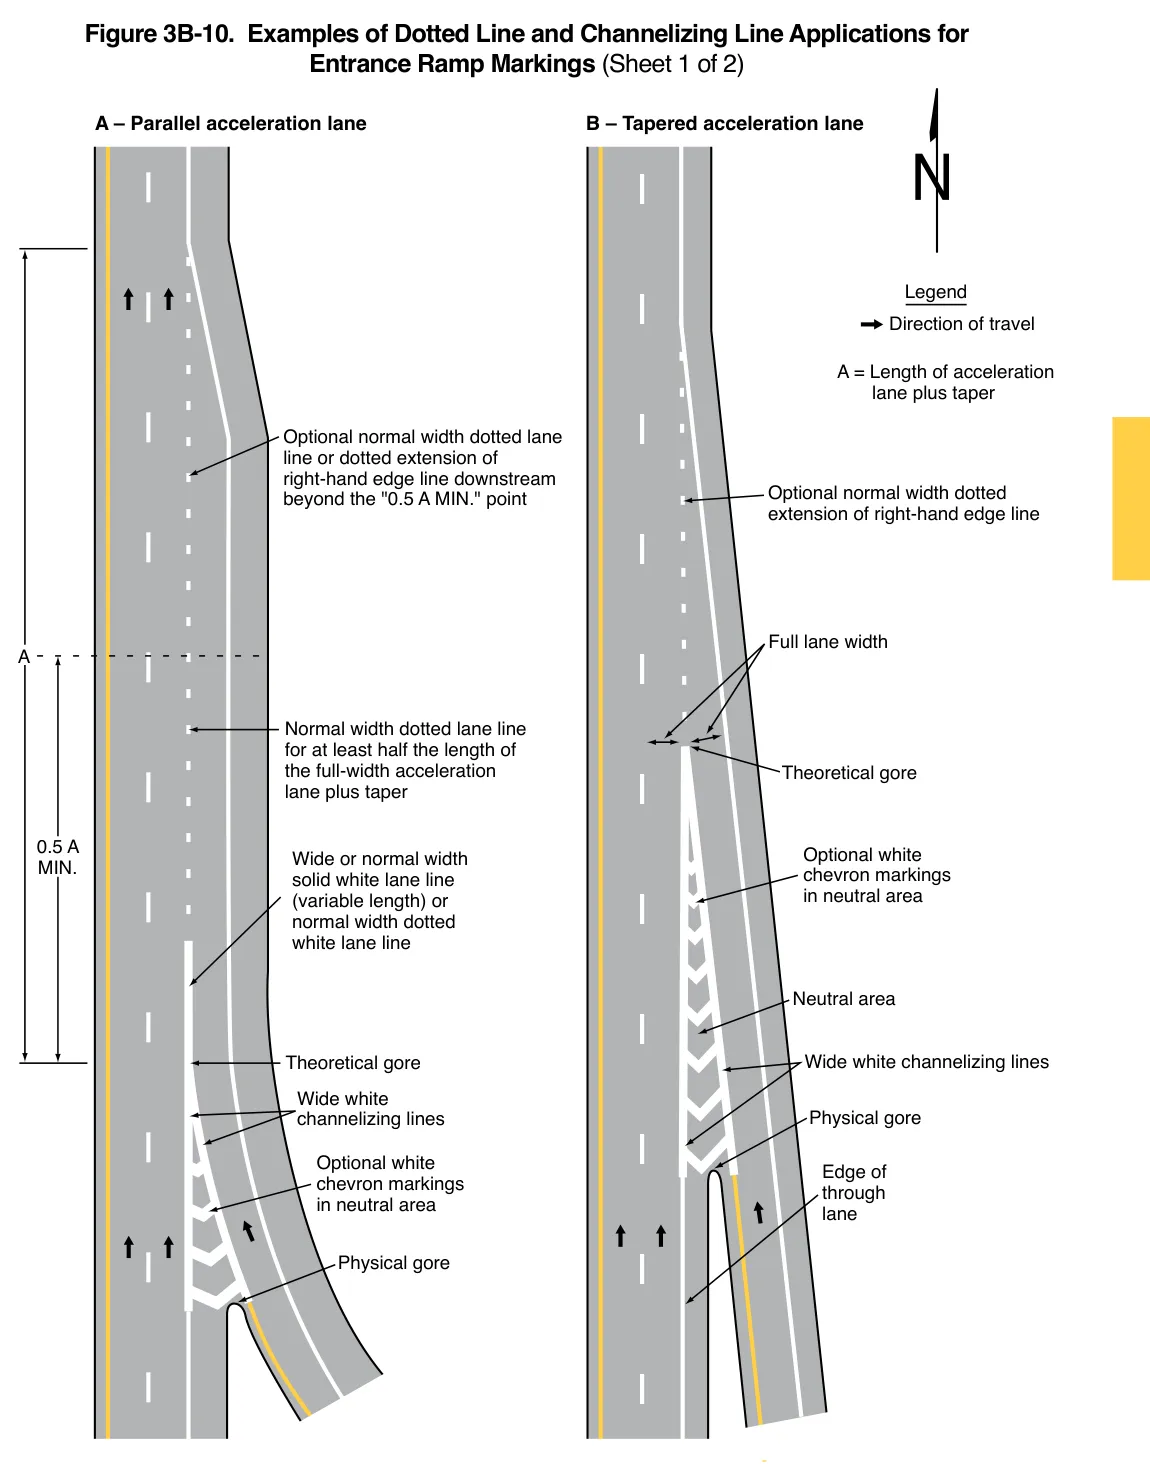 Figure 3B-10.  Examples of Dotted Line and Channelizing Line Applications for
Entrance Ramp Markings (Sheet 1 of 2)
A – Parallel acceleration lane
Optional normal width dotted lane
line or dotted extension of
right-hand edge line downstream
beyond the "0.5 A MIN." point
A
Normal width dotted lane line
for at least half the length of
the full-width acceleration
lane plus taper
0.5 A
MIN.
Wide or normal width
solid white lane line
(variable length) or
normal width dotted
white lane line
Theoretical gore
Wide white
channelizing lines
Optional white
chevron markings
in neutral area
Physical gore
B – Tapered acceleration lane
N
Legend
Direction of travel
A = Length of acceleration
lane plus taper
Optional normal width dotted
extension of right-hand edge line
Full lane width
Theoretical gore
Optional white
chevron markings
in neutral area
Neutral area
Wide white channelizing lines
Physical gore
Edge of
through
lane